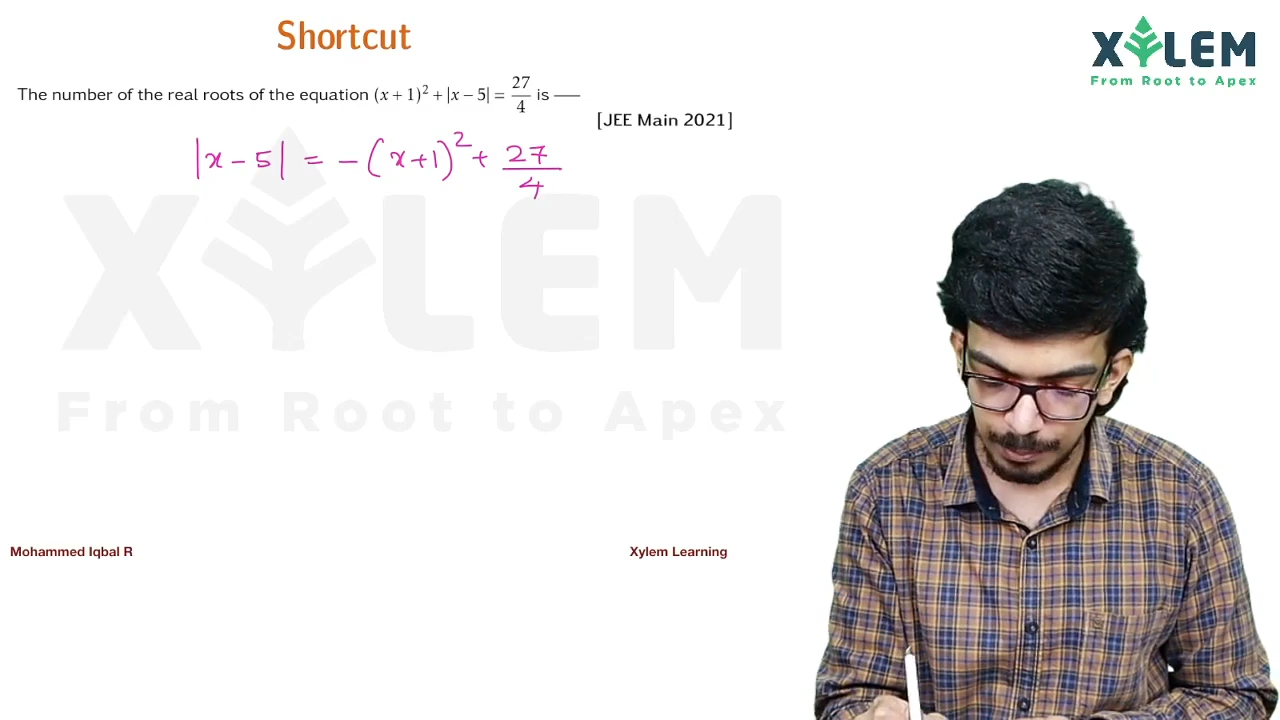 Shortcut
XYLEM
From Root to Apex
The number of the real roots of the equation (x + 1)² + |x − 5| = 27/4 is —
[JEE Main 2021]
|x − 5| = −(x+1)² + 27/4
XYLEM
From Root to Apex
Mohammed Iqbal R
Xylem Learning